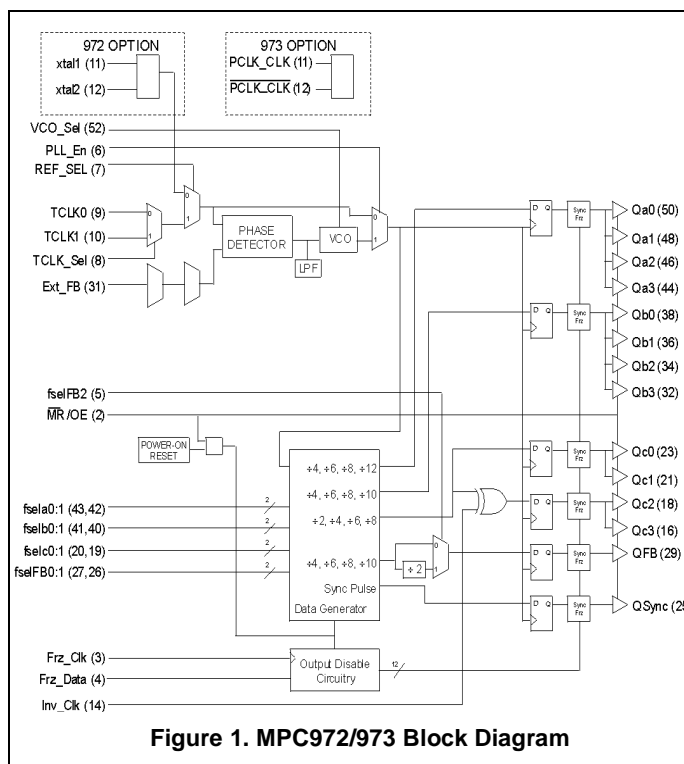 972 OPTION
xtal1 (11)
xtal2 (12)
973 OPTION
PCLK_CLK (11)
PCLK_CLK (12)
VCO_Sel (52)
PLL_En (6)
REF_SEL (7)
TCLK0 (9)
TCLK1 (10)
TCLK_Sel (8)
Ext_FB (31)
0
1
0
1
PHASE
DETECTOR
VCO
LPF
0
1
D Q
Sync
Frz
Qa0 (50)
Qa1 (48)
Qa2 (46)
Qa3 (44)
D Q
Sync
Frz
Qb0 (38)
Qb1 (36)
Qb2 (34)
Qb3 (32)
fselFB2 (5)
MR/OE (2)
POWER-ON
RESET
fsela0:1 (43,42)
fselb0:1 (41,40)
fselc0:1 (20,19)
fselFB0:1 (27,26)
2
2
2
2
÷4, ÷6, ÷8, ÷12
÷4, ÷6, ÷8, ÷10
÷2, ÷4, ÷6, ÷8
÷4, ÷6, ÷8, ÷10
Sync Pulse
Data Generator
0
÷ 2
1
D Q
Sync
Frz
Qc0 (23)
Qc1 (21)
D Q
Sync
Frz
Qc2 (18)
Qc3 (16)
D Q
Sync
Frz
QFB (29)
D Q
Sync
Frz
QSync (25
Frz_Clk (3)
Frz_Data (4)
Inv_Clk (14)
Output Disable
Circuitry
12
Figure 1. MPC972/973 Block Diagram